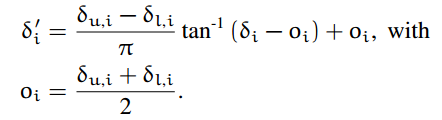 δ'ᵢ = (δᵤ,ᵢ − δₗ,ᵢ)/π tan⁻¹ (δᵢ − oᵢ) + oᵢ, with
oᵢ = (δᵤ,ᵢ + δₗ,ᵢ)/2.